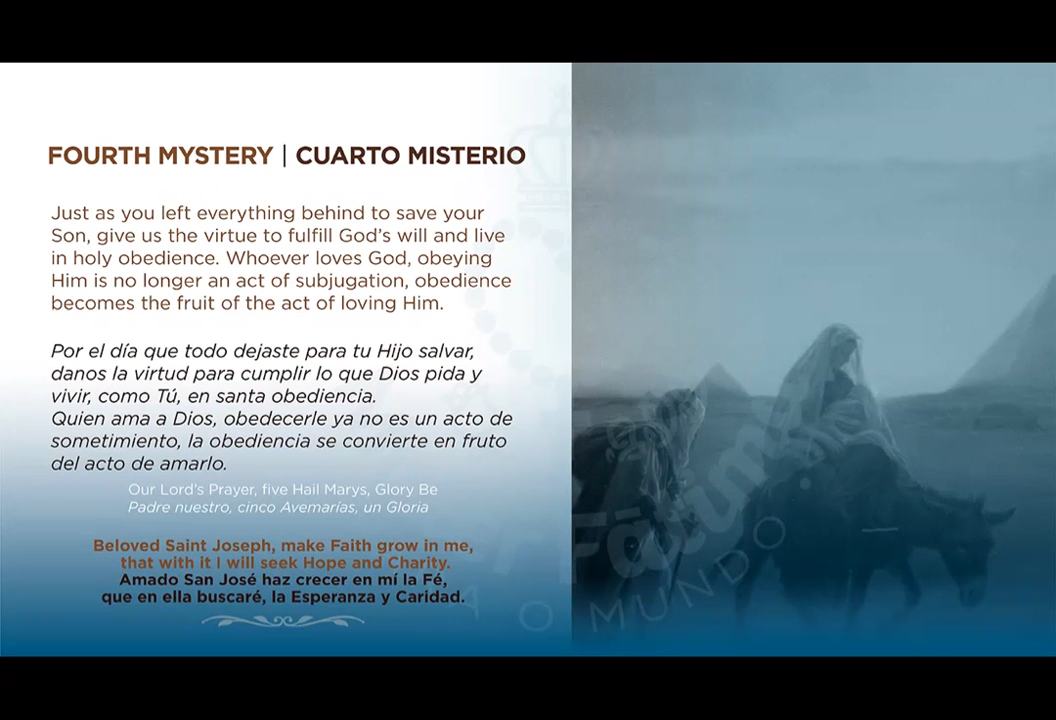 FOURTH MYSTERY | CUARTO MISTERIO
Just as you left everything behind to save your
Son, give us the virtue to fulfill God's will and live
in holy obedience. Whoever loves God, obeying
Him is no longer an act of subjugation, obedience
becomes the fruit of the act of loving Him.
Por el día que todo dejaste para tu Hijo salvar,
danos la virtud para cumplir lo que Dios pida y
vivir, como Tú, en santa obediencia.
Quien ama a Dios, obedecerle ya no es un acto de
sometimiento, la obediencia se convierte en fruto
del acto de amarlo.
Our Lord's Prayer, five Hail Marys, Glory Be
Padre nuestro, cinco Avemarías, un Gloria
Beloved Saint Joseph, make Faith grow in me,
that with it I will seek Hope and Charity.
Amado San José haz crecer en mí la Fé,
que en ella buscaré, la Esperanza y Caridad.
Fátima
A O MUNDO